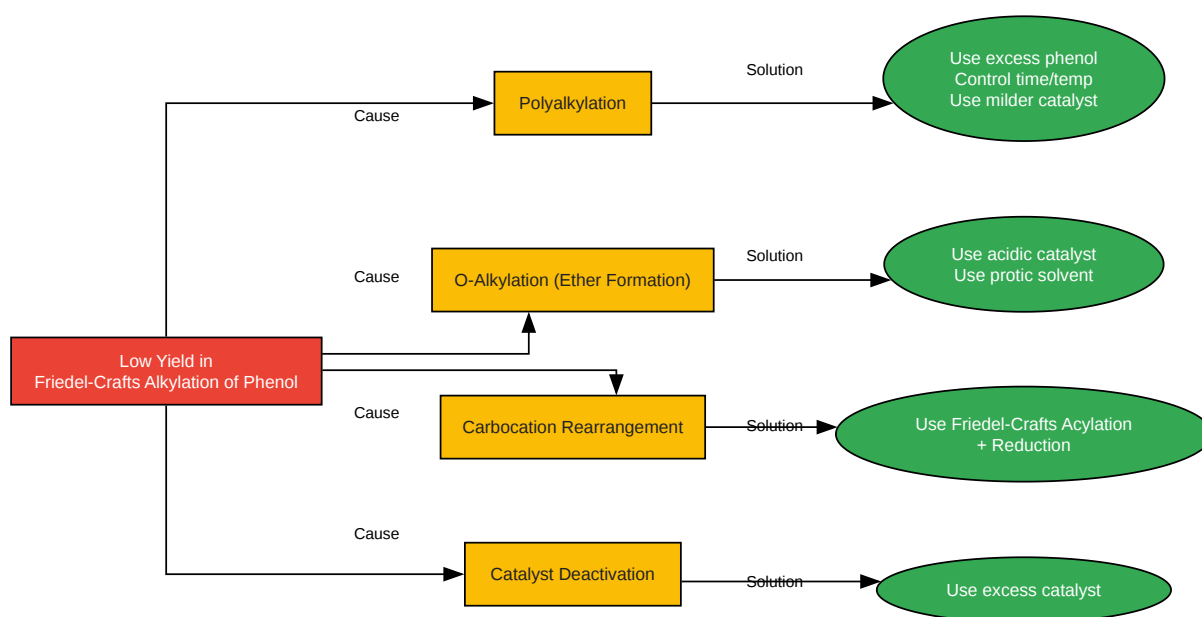 Use excess phenol
Control time/temp
Use milder catalyst
Solution
Polyalkylation
Cause
Use acidic catalyst
Use protic solvent
Solution
O-Alkylation (Ether Formation)
Cause
Low Yield in
Friedel-Crafts Alkylation of Phenol
Cause
Carbocation Rearrangement
Solution
Use Friedel-Crafts Acylation
+ Reduction
Cause
Catalyst Deactivation
Solution
Use excess catalyst